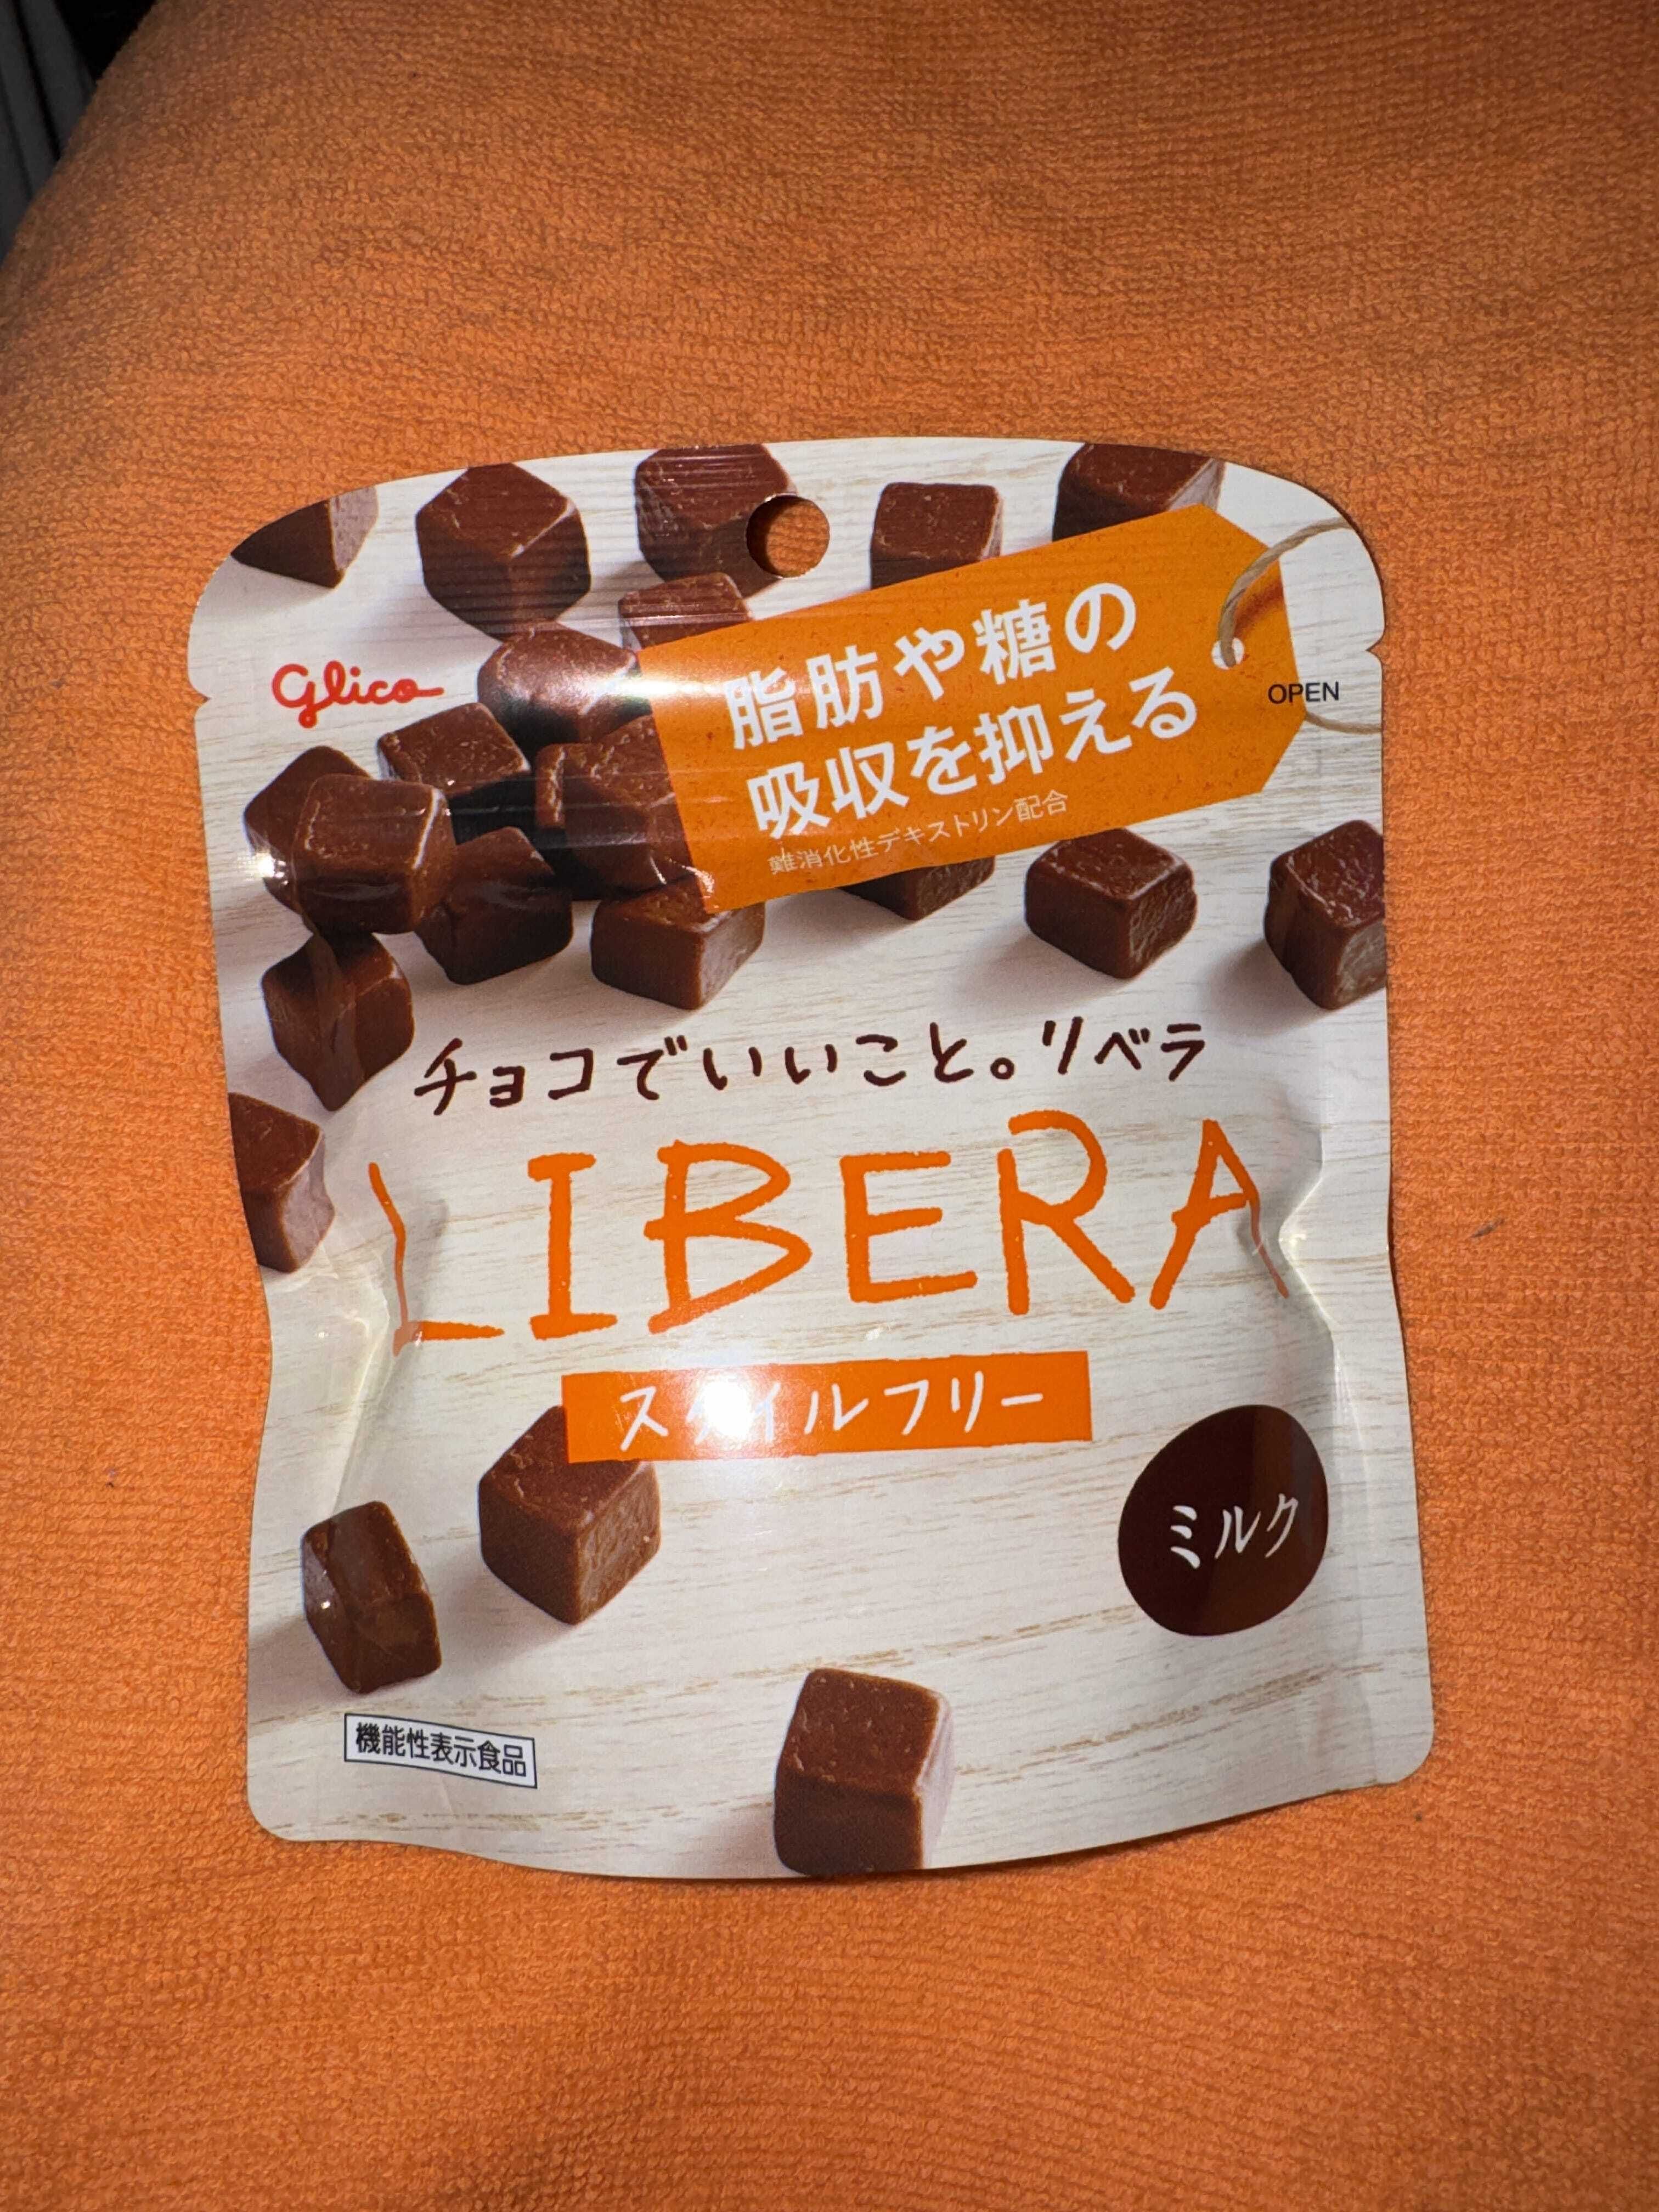 Glico
脂肪や糖の
吸収を抑える
難消化性デキストリン配合
OPEN
チョコでいいこと。リベラ
LIBERA
スタイルフリー
ミルク
機能性表示食品